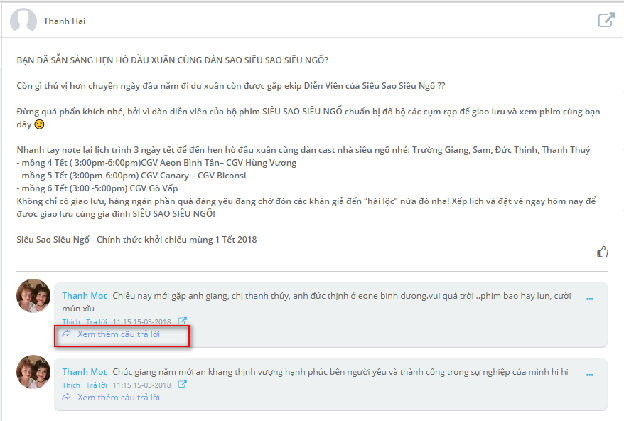 Thanh Hai
BẠN ĐÃ SẴN SÀNG HẸN HÒ ĐẦU XUÂN CÙNG DÀN SAO SIÊU SAO SIÊU NGỐ?
Còn gì thú vị hơn chuyện ngày đầu năm đi du xuân còn được gặp ekip Diễn Viên của Siêu Sao Siêu Ngố ??
Đừng quá phấn khích nhé, bởi vì dàn diễn viên của bộ phim SIÊU SAO SIÊU NGỐ chuẩn bị đổ bộ các cụm rạp để giao lưu và xem phim cùng bạn
đây 😉
Nhanh tay note lại lịch trình 3 ngày tết để đến hẹn hò đầu xuân cùng dàn cast nhà siêu ngố nhé: Trường Giang, Sam, Đức Thịnh, Thanh Thuý
- mồng 4 Tết ( 3:00pm-6:00pm)CGV Aeon Bình Tân– CGV Hùng Vương
- mồng 5 Tết (3:00pm-6:00pm) CGV Canary – CGV BIconsi
- mồng 6 Tết (3:00 -5:00pm) CGV Gò Vấp
Không chỉ có giao lưu, hàng ngàn phần quà đáng yêu đang chờ đón các khán giả đến "hái lộc" nữa đó nha! Xếp lịch và đặt vé ngay hôm nay để
được giao lưu cùng gia đình SIÊU SAO SIÊU NGỐ!
Siêu Sao Siêu Ngố - Chính thức khởi chiếu mùng 1 Tết 2018
Thanh Mot Chiều nay mới gặp anh giang, chị thanh thúy, anh đức thịnh ở eone bình dương.vui quá trời ..phim bao hay lun, cười
mún xỉu
Thích Trả lời 11:15 15-03-2018
Xem thêm câu trả lời
Thanh Mot Chúc giang năm mới an khang thịnh vượng hạnh phúc bên người yêu và thành công trong sự nghiệp của mình hi hi
Thích Trả lời 11:15 15-03-2018
Xem thêm câu trả lời